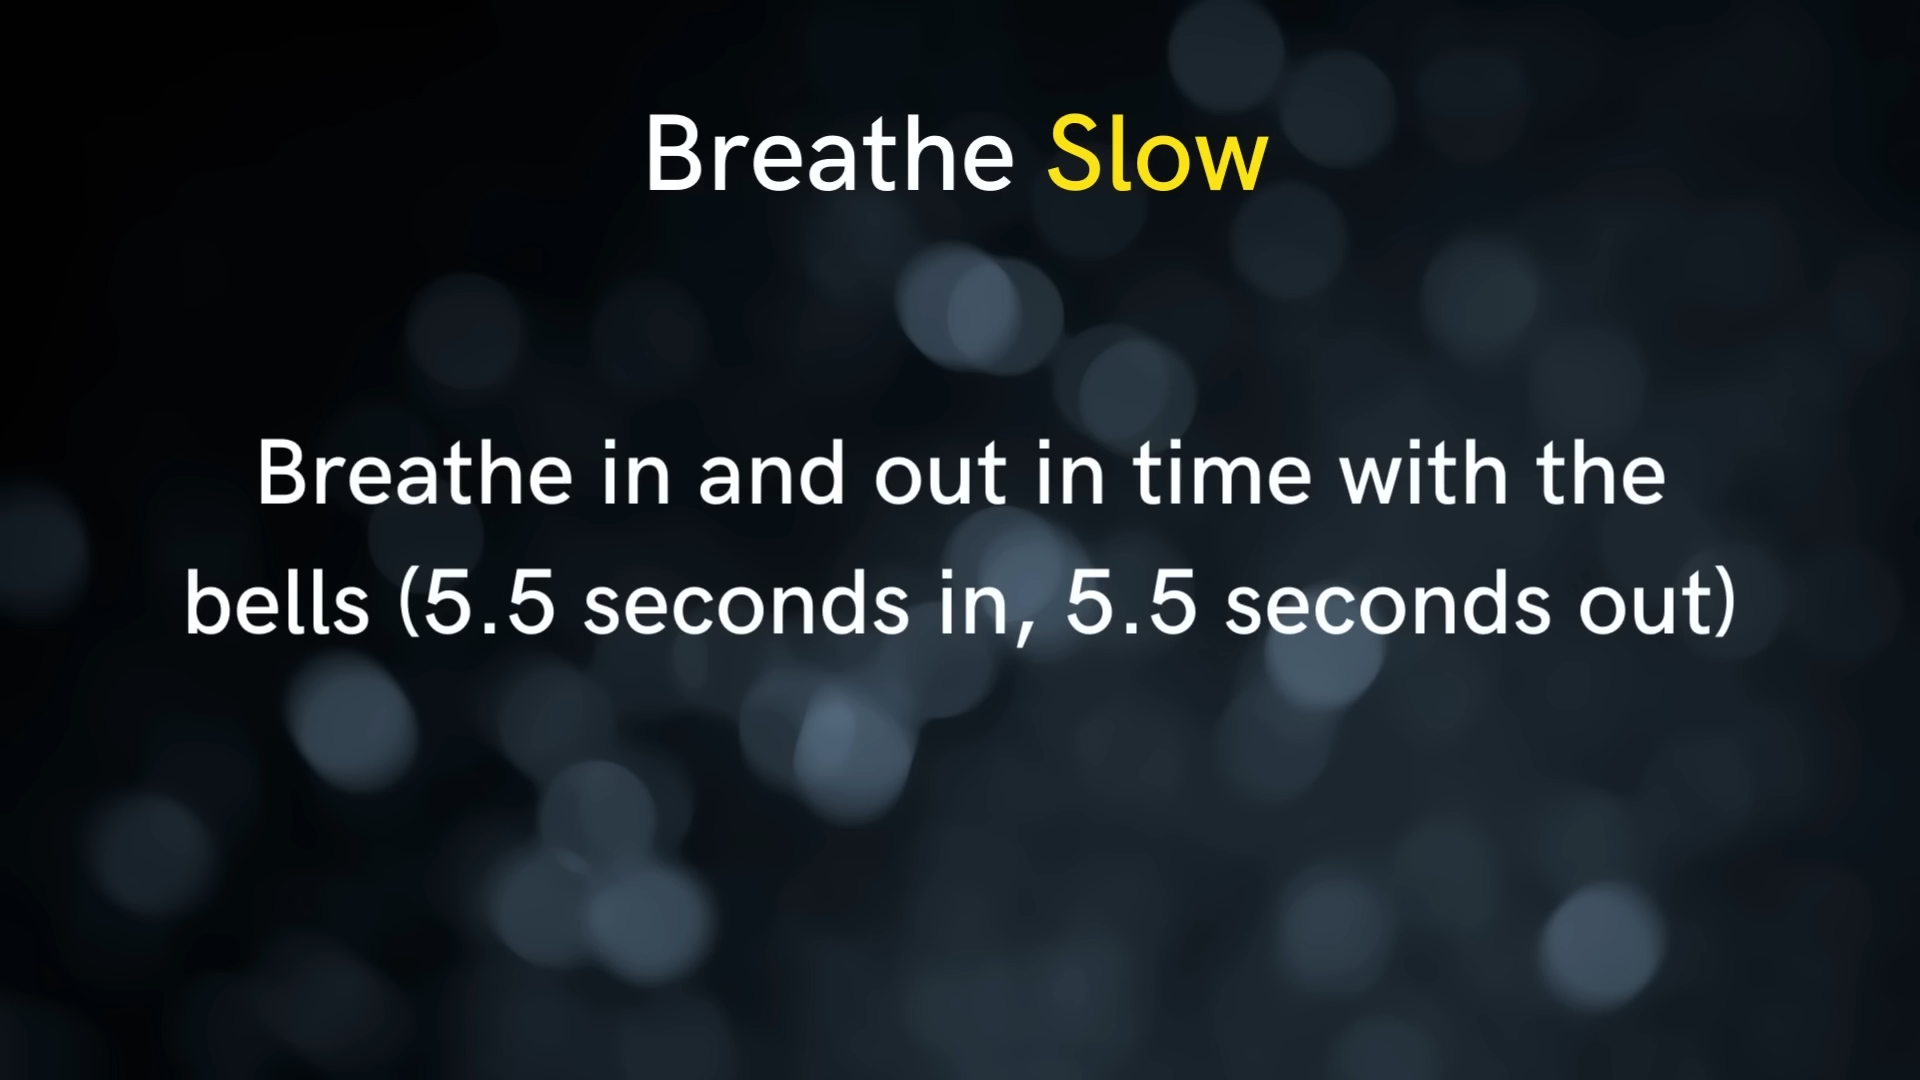 Breathe Slow
Breathe in and out in time with the
bells (5.5 seconds in, 5.5 seconds out)